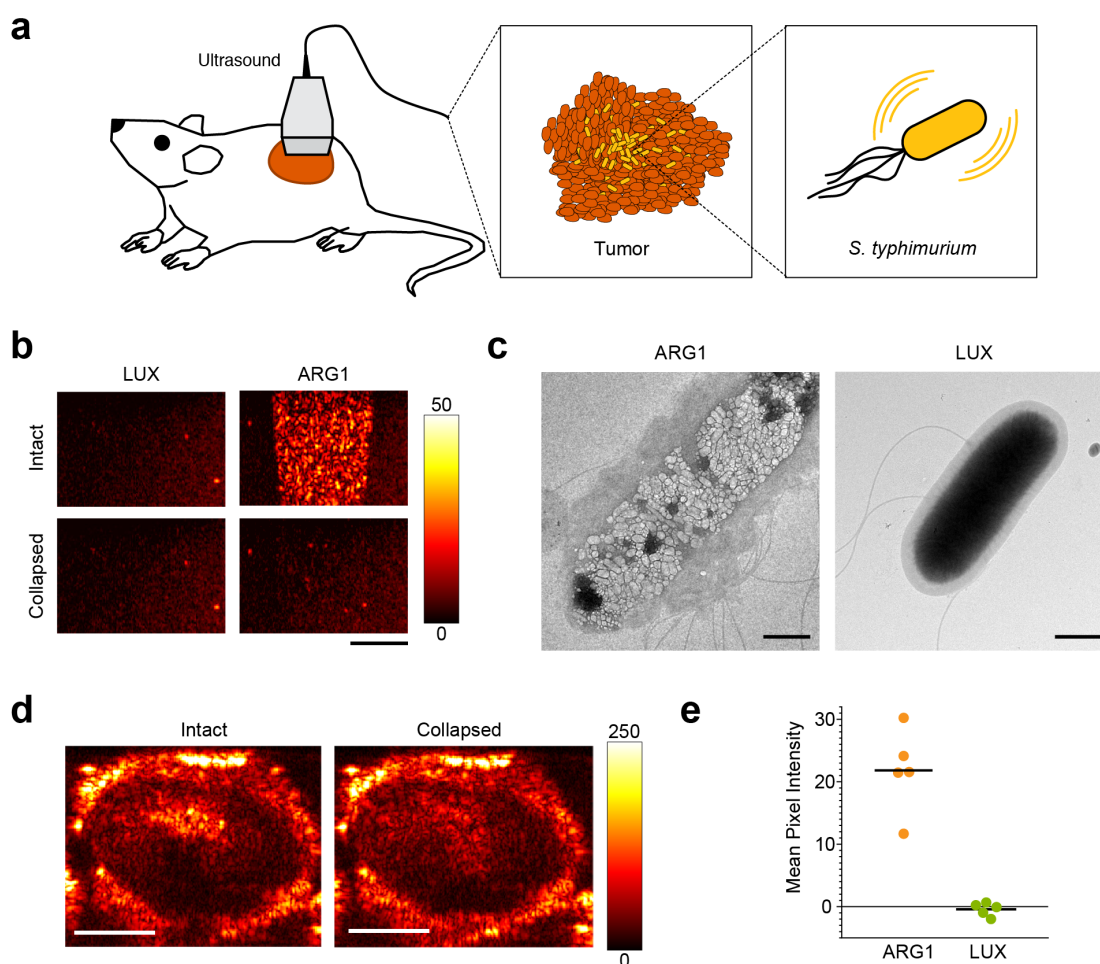 a
Ultrasound
Tumor
S. typhimurium
b
LUX
ARG1
Intact
Collapsed
50
0
c
ARG1
LUX
d
Intact
Collapsed
250
0
e
Mean Pixel Intensity
30
20
10
0
ARG1
LUX